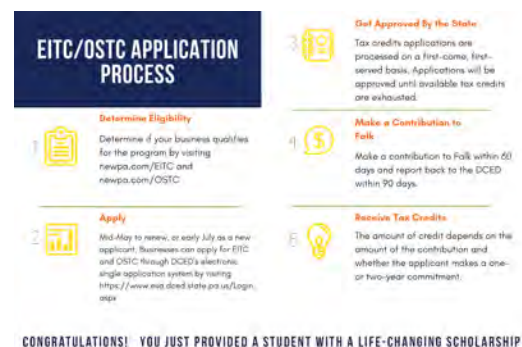 EITC/OSTC APPLICATION
PROCESS
1
Determine Eligibility
Determine if your business qualifies
for the program by visiting
newpa.com/EITC and
newpa.com/OSTC
2
Apply
Mid-May to renew, or early July as a new
applicant. Businesses can apply for EITC
and OSTC through DCED's electronic
single application system by visiting
https://www.esa.dced.state.pa.us/Login.
aspx
3
Get Approved By the State
Tax credits applications are
processed on a first-come, first-
served basis. Applications will be
approved until available tax credits
are exhausted.
4
Make a Contribution to
Falk
Make a contribution to Falk within 60
days and report back to the DCED
within 90 days.
5
Receive Tax Credits
The amount of credit depends on the
amount of the contribution and
whether the applicant makes a one-
or two-year commitment.
CONGRATULATIONS! YOU JUST PROVIDED A STUDENT WITH A LIFE-CHANGING SCHOLARSHIP